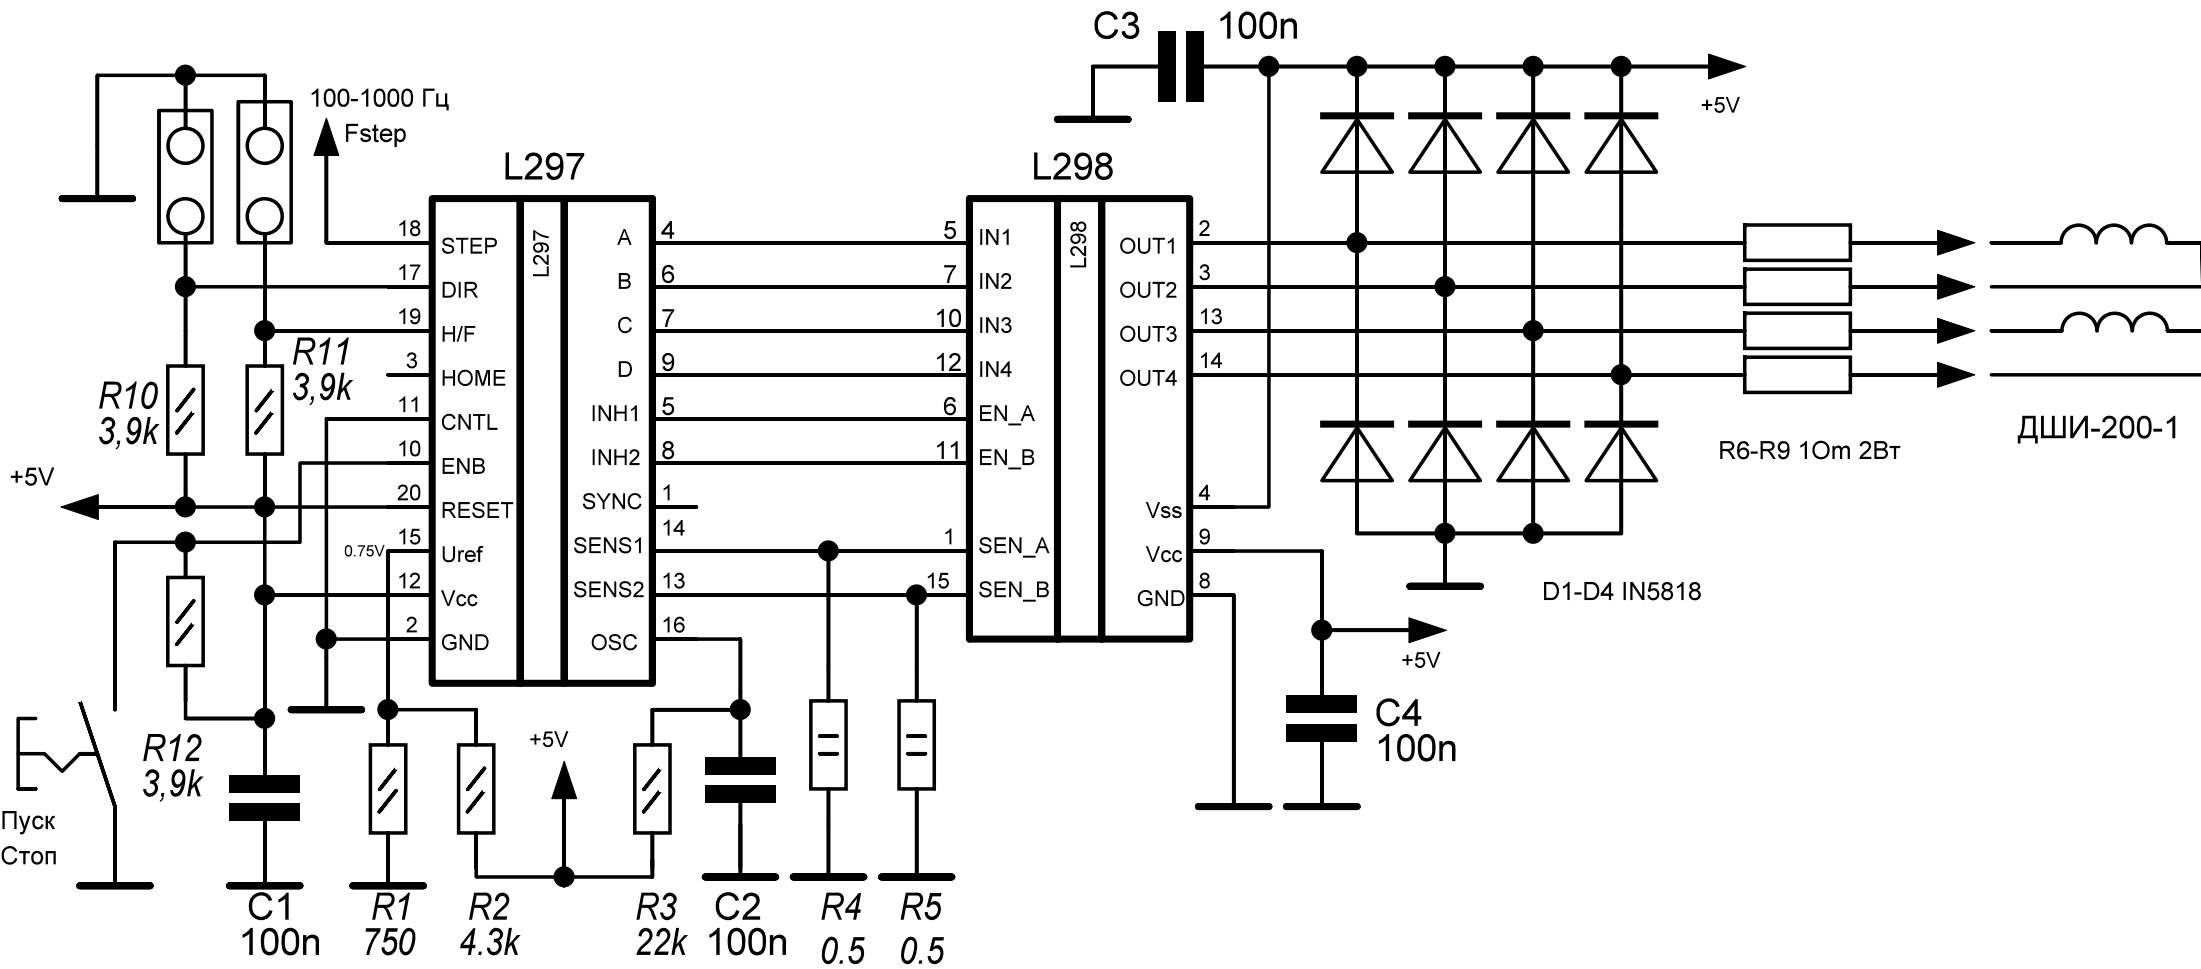 C3 100n
+5V
100-1000 Гц
Fstep
L297
L298
18 STEP
17 DIR
19 H/F
3 HOME
11 CNTL
10 ENB
20 RESET
15 Uref
0.75V
12 Vcc
2 GND
L297
A 4
B 6
C 7
D 9
INH1 5
INH2 8
SYNC 1
SENS1 14
SENS2 13
OSC 16
5 IN1
7 IN2
10 IN3
12 IN4
6 EN_A
11 EN_B
1 SEN_A
15 SEN_B
L298
OUT1 2
OUT2 3
OUT3 13
OUT4 14
Vss 4
Vcc 9
GND 8
R10
3,9k
R11
3,9k
+5V
R12
3,9k
Пуск
Стоп
C1
100n
R1
750
R2
4.3k
+5V
R3
22k
C2
100n
R4
0.5
R5
0.5
+5V
C4
100n
D1-D4 IN5818
R6-R9 1Om 2Вт
ДШИ-200-1